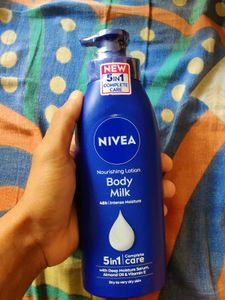 NEW
5IN1
COMPLETE
CARE
NIVEA
Nourishing Lotion
Body
Milk
48h | Intense Moisture
5in1 Complete care
with Deep Moisture Serum,
Almond Oil & Vitamin E
Dry to very dry skin